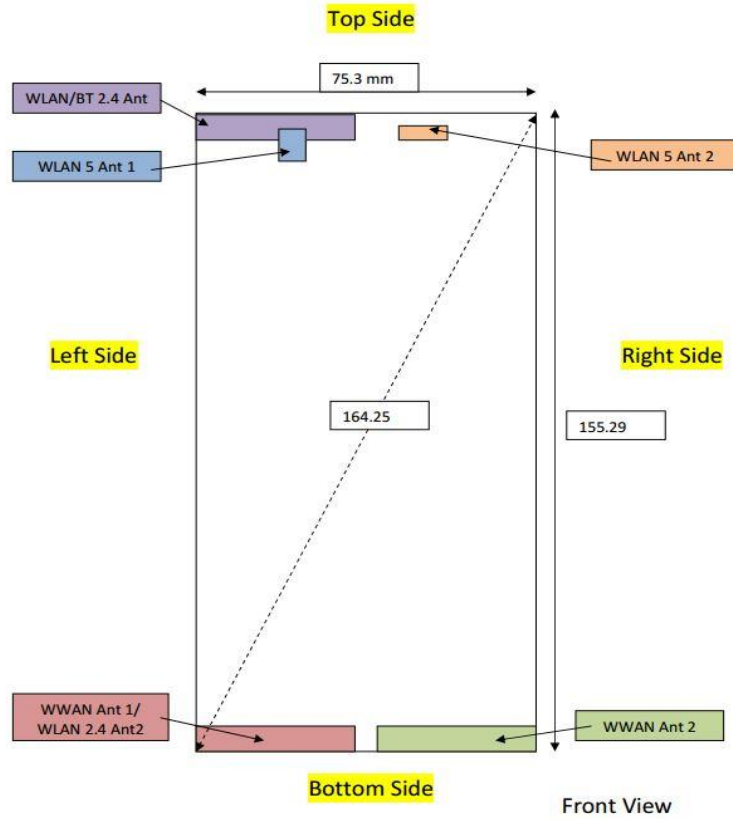 Top Side
75.3 mm
WLAN/BT 2.4 Ant
WLAN 5 Ant 1
WLAN 5 Ant 2
Left Side
Right Side
164.25
155.29
WWAN Ant 1/
WLAN 2.4 Ant2
WWAN Ant 2
Bottom Side
Front View